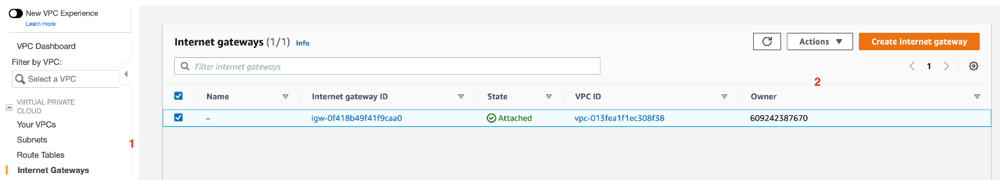 New VPC Experience
Learn more
VPC Dashboard
Filter by VPC:
Select a VPC
VIRTUAL PRIVATE
CLOUD
Your VPCs
Subnets
Route Tables
Internet Gateways
1
Internet gateways (1/1) Info
Actions
Create internet gateway
Filter internet gateways
1
2
Name Internet gateway ID State VPC ID Owner
– igw-0f418b49f41f9caa0 Attached vpc-013fea1f1ec308f38 609242387670